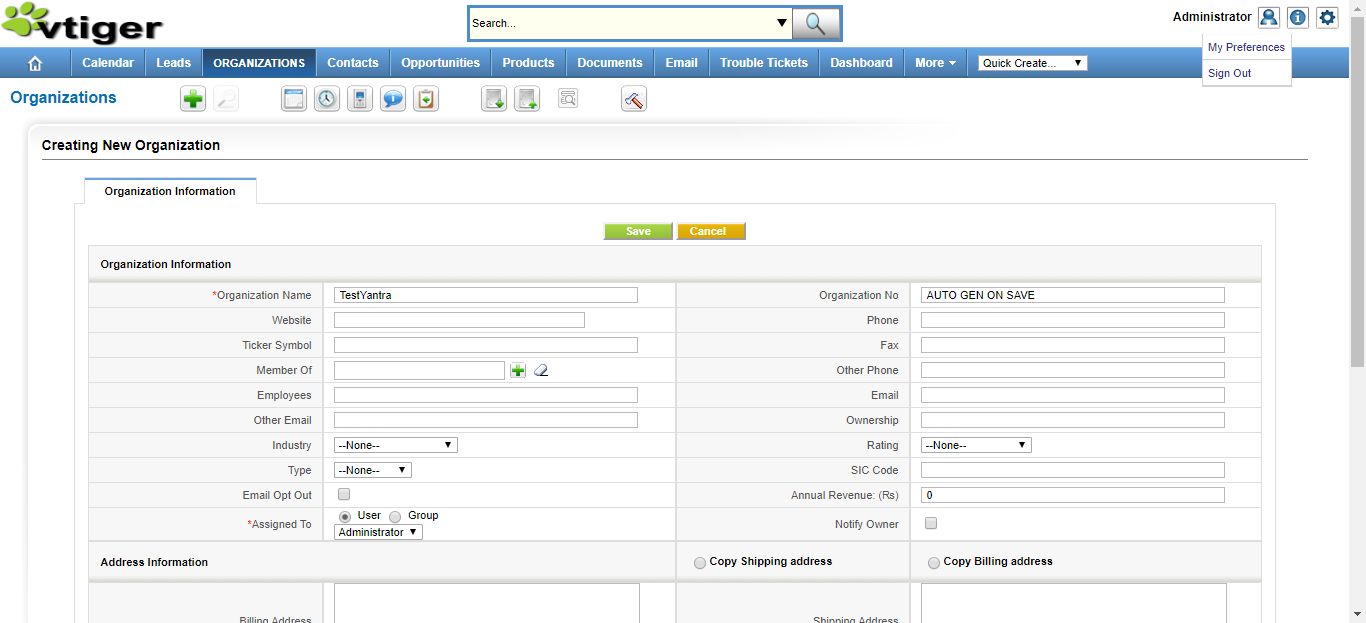 vtiger
Search...
Administrator
My Preferences
Sign Out
Calendar Leads ORGANIZATIONS Contacts Opportunities Products Documents Email Trouble Tickets Dashboard More Quick Create...
Organizations
Creating New Organization
Organization Information
Save Cancel
Organization Information
*Organization Name TestYantra Organization No AUTO GEN ON SAVE
Website Phone
Ticker Symbol Fax
Member Of Other Phone
Employees Email
Other Email Ownership
Industry --None-- Rating --None--
Type --None-- SIC Code
Email Opt Out Annual Revenue: (Rs) 0
*Assigned To User Group Administrator Notify Owner
Address Information Copy Shipping address Copy Billing address
Billing Address Shipping Address